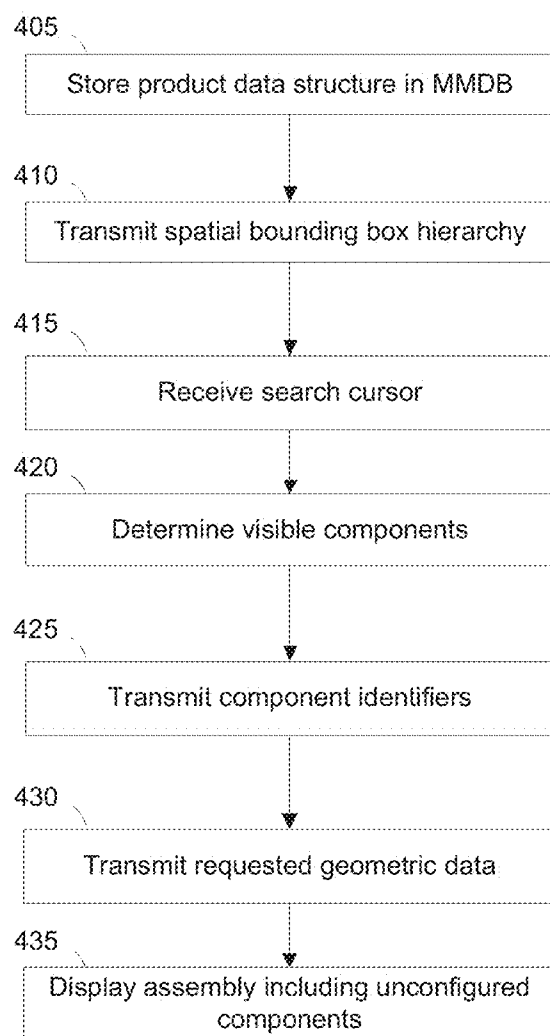 405
Store product data structure in MMDB
410
Transmit spatial bounding box hierarchy
415
Receive search cursor
420
Determine visible components
425
Transmit component identifiers
430
Transmit requested geometric data
435
Display assembly including unconfigured
components